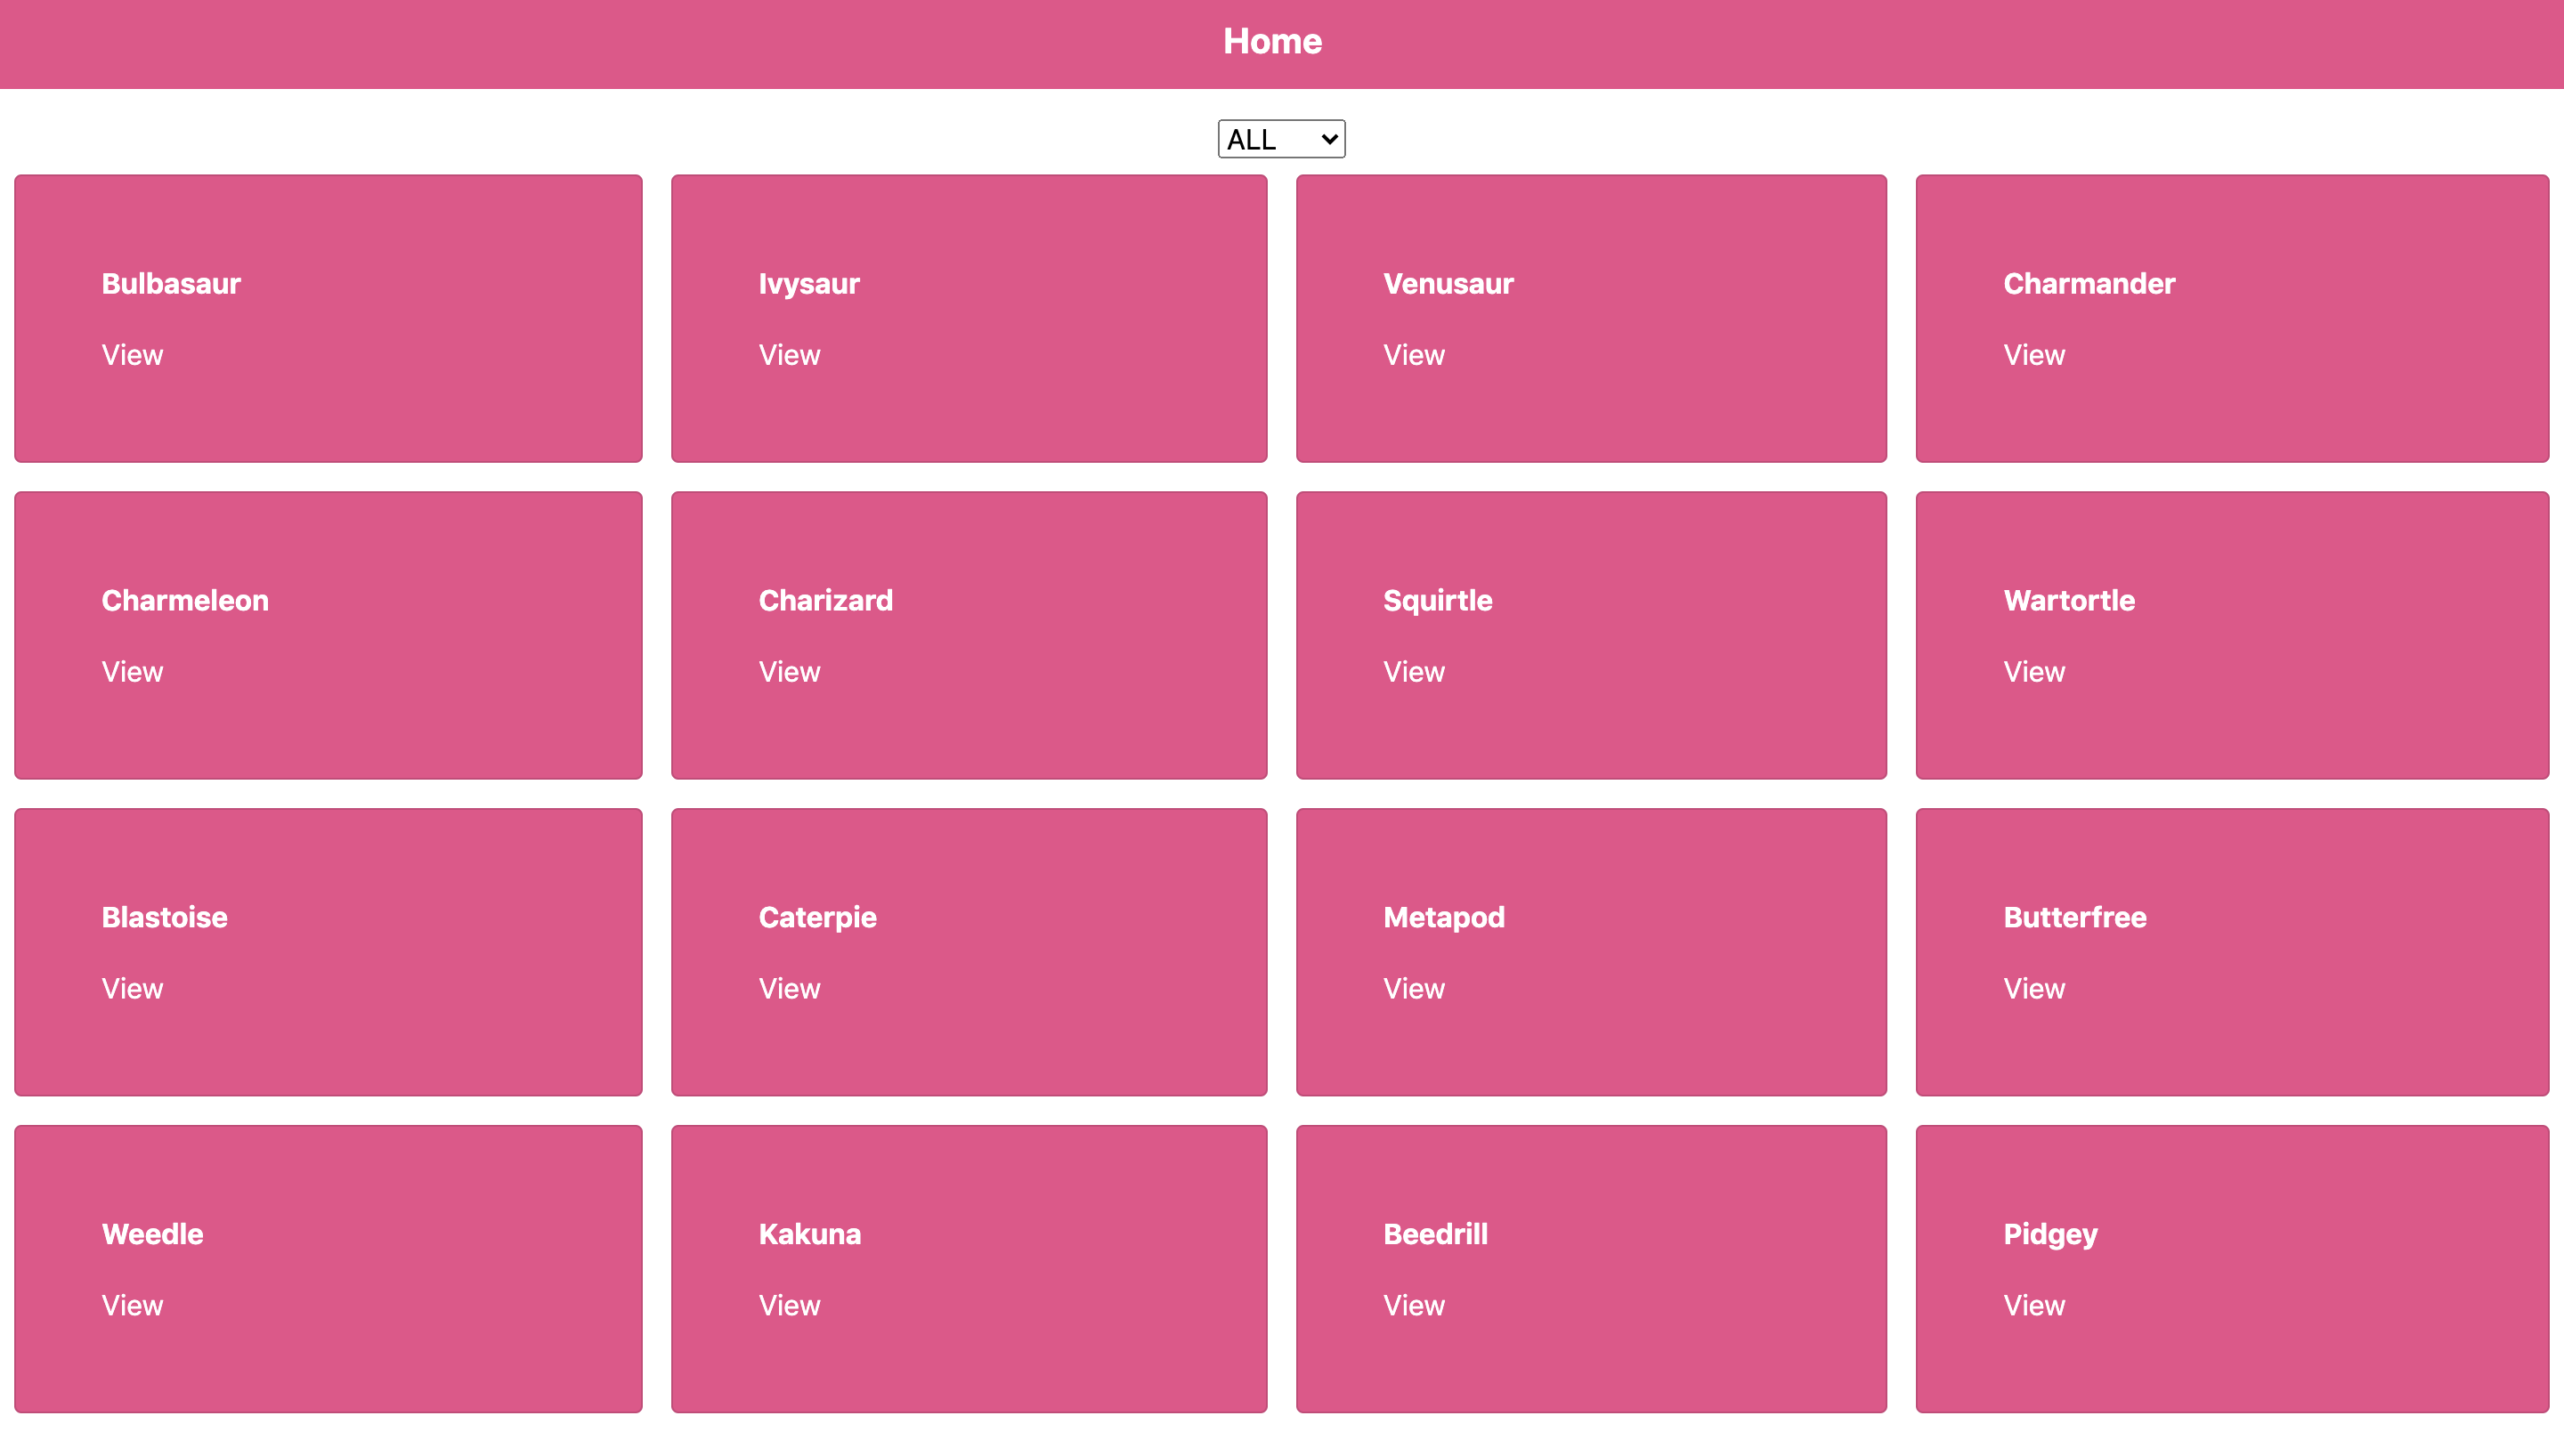 Home
ALL
Bulbasaur
View
Ivysaur
View
Venusaur
View
Charmander
View
Charmeleon
View
Charizard
View
Squirtle
View
Wartortle
View
Blastoise
View
Caterpie
View
Metapod
View
Butterfree
View
Weedle
View
Kakuna
View
Beedrill
View
Pidgey
View